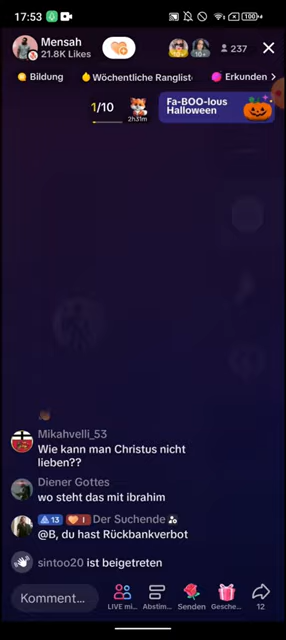 17:53
100
Mensah
21.8K Likes
237
Bildung
Wöchentliche Ranglist
Erkunden
1/10
2h31m
Fa-BOO-lous
Halloween
Mikahvelli_53
Wie kann man Christus nicht
lieben??
Diener Gottes
wo steht das mit ibrahim
13 I Der Suchende
@B, du hast Rückbankverbot
sintoo20 ist beigetreten
Komment...
LIVE mi...
Abstim...
Senden
Gesche...
12